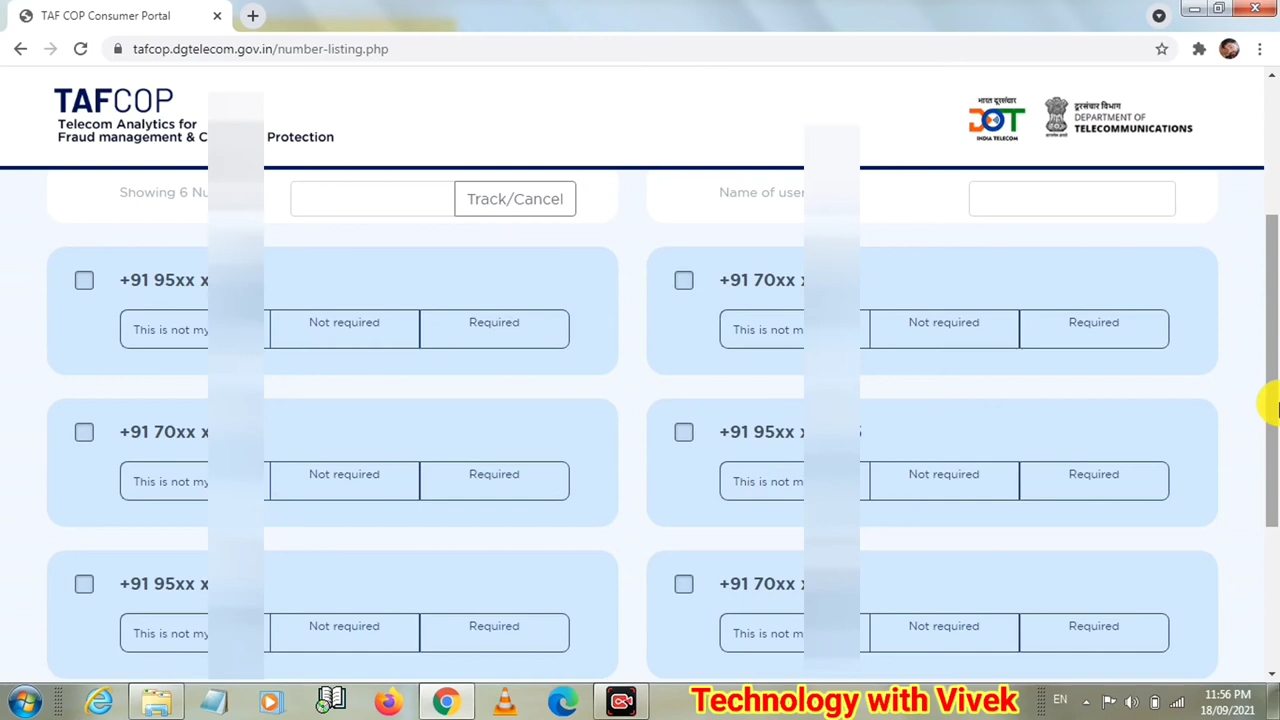 TAF COP Consumer Portal
tafcop.dgtelecom.gov.in/number-listing.php
TAFCOP
Telecom Analytics for
Fraud management & C Protection
भारत दूरसंचार
DOT
INDIA TELECOM
दूरसंचार विभाग
DEPARTMENT OF
TELECOMMUNICATIONS
Showing 6
Track/Cancel
Name of user
+91 95xx x
This is not my
Not required
Required
+91 70xx x
This is not m
Not required
Required
+91 70xx x
This is not my
Not required
Required
+91 95xx x
This is not m
Not required
Required
+91 95xx x
This is not my
Not required
Required
+91 70xx x
This is not m
Not required
Required
Technology with Vivek
EN
11:56 PM
18/09/2021